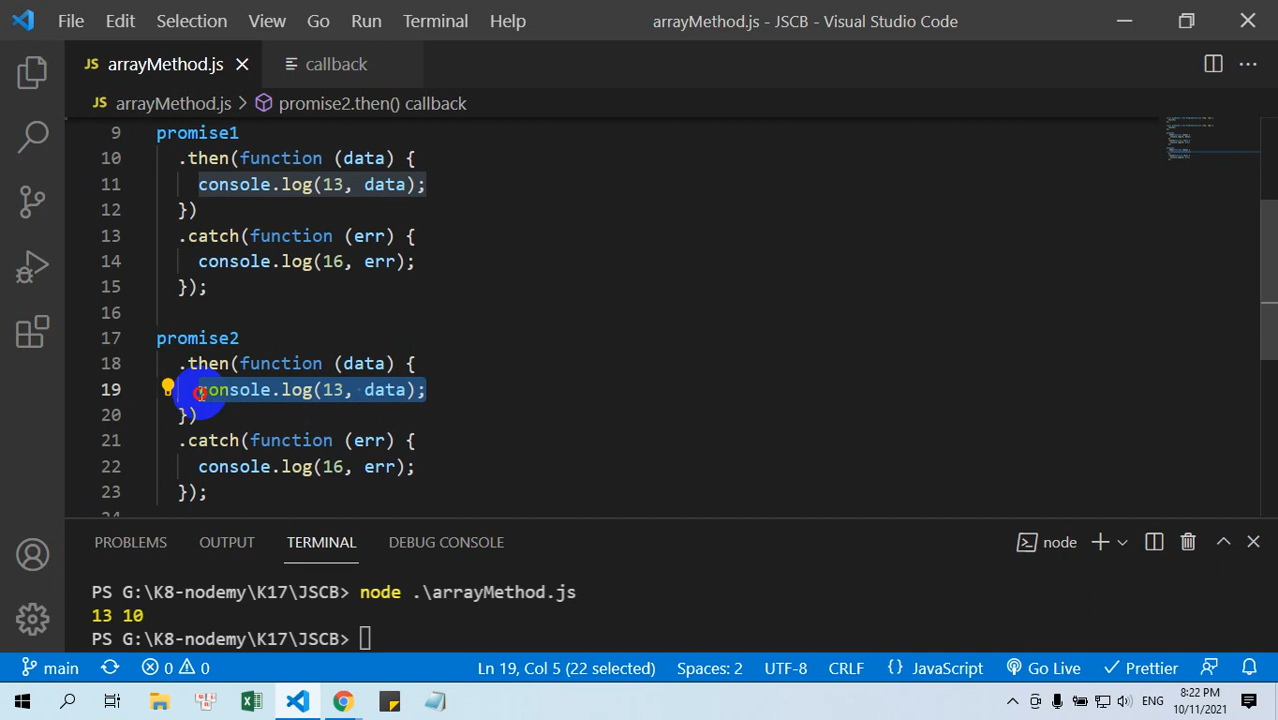 File Edit Selection View Go Run Terminal Help arrayMethod.js - JSCB - Visual Studio Code
JS arrayMethod.js callback
JS arrayMethod.js > promise2.then() callback
9 promise1
10 .then(function (data) {
11 console.log(13, data);
12 })
13 .catch(function (err) {
14 console.log(16, err);
15 });
16
17 promise2
18 .then(function (data) {
19 console.log(13, data);
20 })
21 .catch(function (err) {
22 console.log(16, err);
23 });
24
PROBLEMS OUTPUT TERMINAL DEBUG CONSOLE node
PS G:\K8-nodemy\K17\JSCB> node .\arrayMethod.js
13 10
PS G:\K8-nodemy\K17\JSCB>
main 0 0 Ln 19, Col 5 (22 selected) Spaces: 2 UTF-8 CRLF {} JavaScript Go Live Prettier
ENG 8:22 PM
10/11/2021